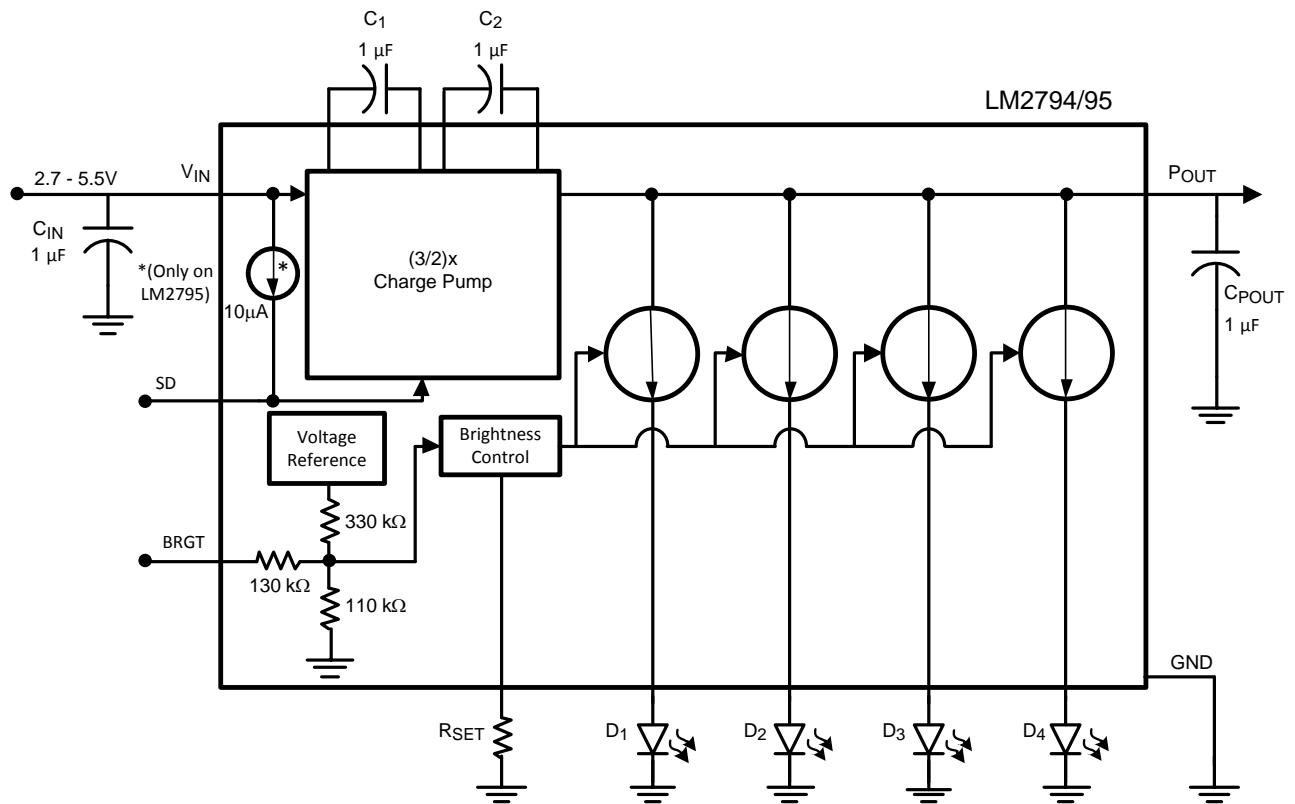 C1
1 µF
C2
1 µF
LM2794/95
2.7 - 5.5V
VIN
POUT
CIN
1 µF
*(Only on
LM2795)
*
10µA
(3/2)x
Charge Pump
CPOUT
1 µF
SD
Voltage
Reference
Brightness
Control
330 kΩ
BRGT
130 kΩ
110 kΩ
GND
RSET
D1
D2
D3
D4